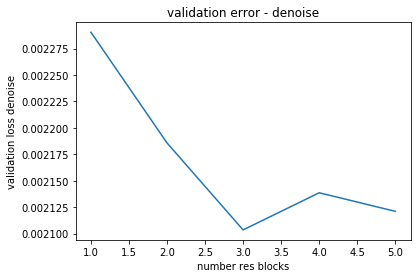 validation error - denoise
validation loss denoise
0.002275
0.002250
0.002225
0.002200
0.002175
0.002150
0.002125
0.002100
1.0 1.5 2.0 2.5 3.0 3.5 4.0 4.5 5.0
number res blocks